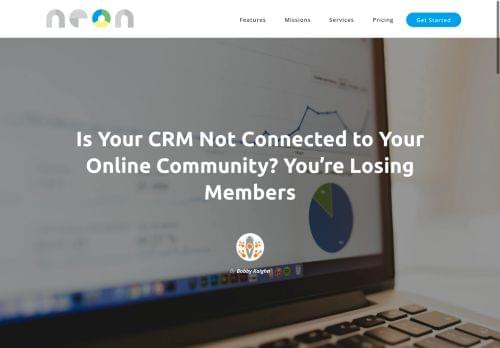 neon
Features Missions Services Pricing Get Started
Is Your CRM Not Connected to Your
Online Community? You're Losing
Members
By Bobby Kaighn